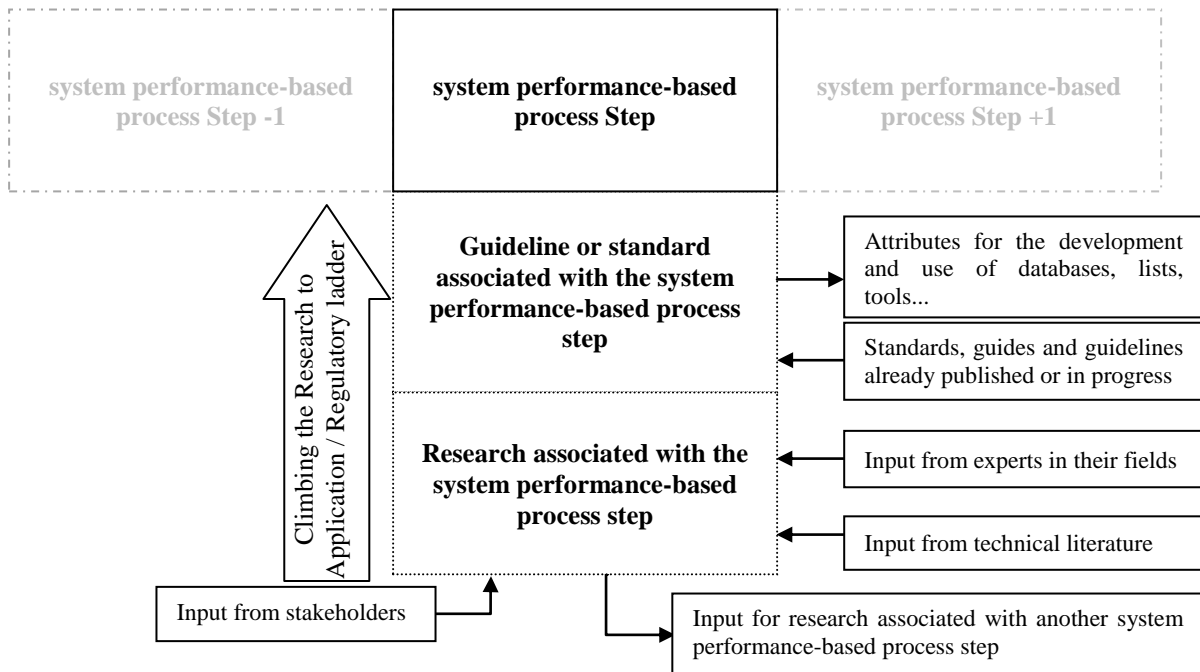 system performance-based
process Step -1
system performance-based
process Step
system performance-based
process Step +1
Climbing the Research to
Application / Regulatory ladder
Guideline or standard
associated with the system
performance-based process
step
Attributes for the development
and use of databases, lists,
tools...
Standards, guides and guidelines
already published or in progress
Research associated with the
system performance-based
process step
Input from experts in their fields
Input from technical literature
Input from stakeholders
Input for research associated with another system
performance-based process step